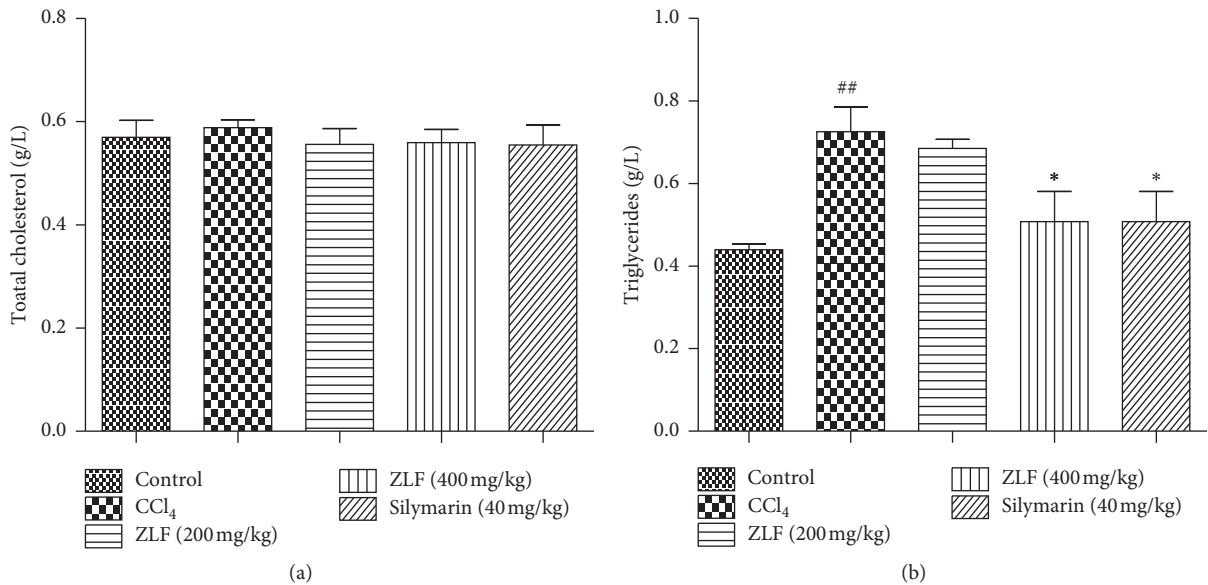 0.8
0.6
0.4
0.2
0.0
Toatal cholesterol (g/L)
Control
CCl₄
ZLF (200 mg/kg)
ZLF (400 mg/kg)
Silymarin (40 mg/kg)
(a)
1.0
0.8
0.6
0.4
0.2
0.0
Triglycerides (g/L)
##
*
*
Control
CCl₄
ZLF (200 mg/kg)
ZLF (400 mg/kg)
Silymarin (40 mg/kg)
(b)